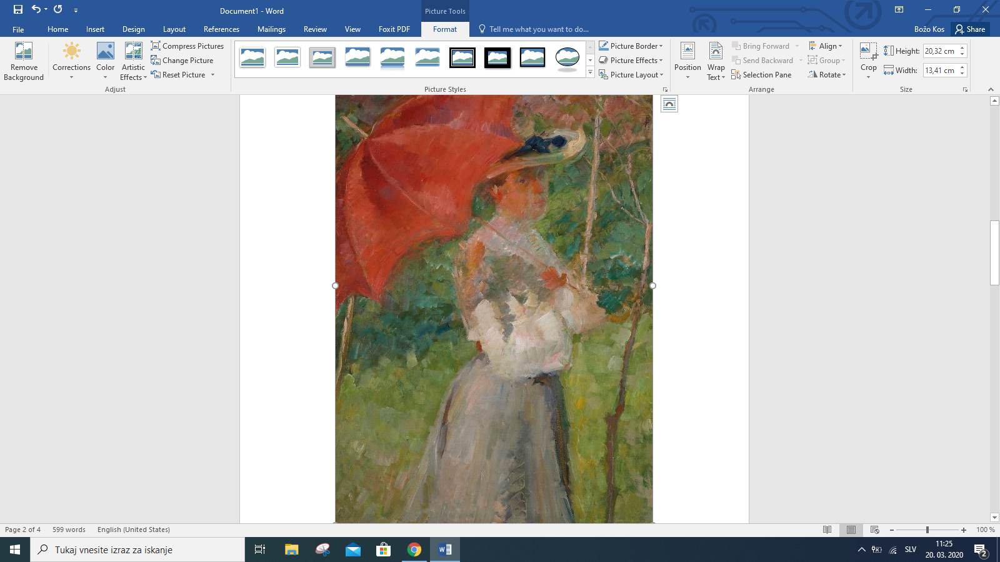 Document1 - Word
Picture Tools
File
Home
Insert
Design
Layout
References
Mailings
Review
View
Foxit PDF
Format
Tell me what you want to do...
Božo Kos
Share
Remove
Background
Corrections
Color
Artistic
Effects
Compress Pictures
Change Picture
Reset Picture
Adjust
Picture Styles
Picture Border
Picture Effects
Picture Layout
Position
Wrap
Text
Bring Forward
Send Backward
Selection Pane
Align
Group
Rotate
Arrange
Crop
Height: 20,32 cm
Width: 13,41 cm
Size
Page 2 of 4
599 words
English (United States)
100 %
Tukaj vnesite izraz za iskanje
SLV
11:25
20. 03. 2020
2